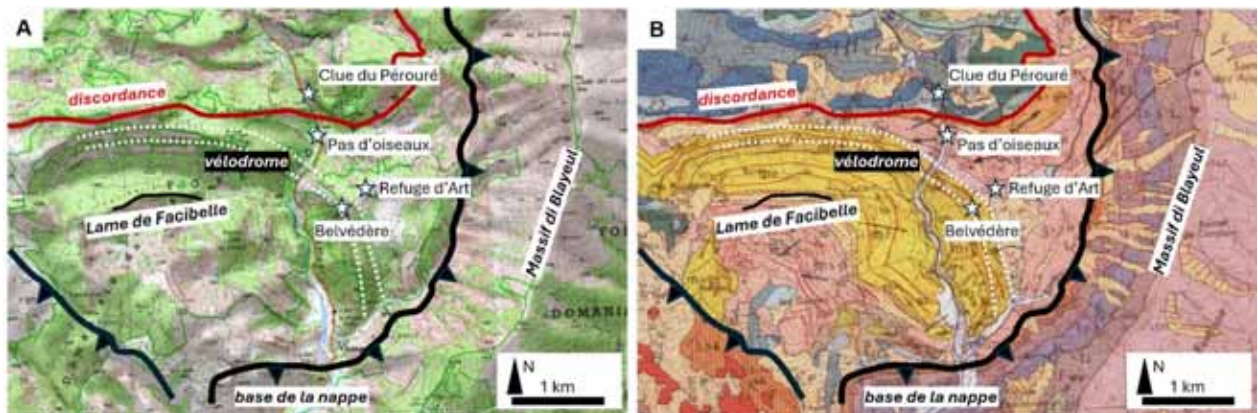 A
Clue du Pérouré
discordance
Pas d'oiseaux
vélodrome
Refuge d'Art
Lame de Facibelle
Belvédère
Massif di Blayeul
DOMANIA
N
1 km
base de la nappe
B
Clue du Pérouré
discordance
Pas d'oiseaux
vélodrome
Refuge d'Art
Lame de Facibelle
Belvédère
Massif di Blayeul
N
1 km
base de la nappe